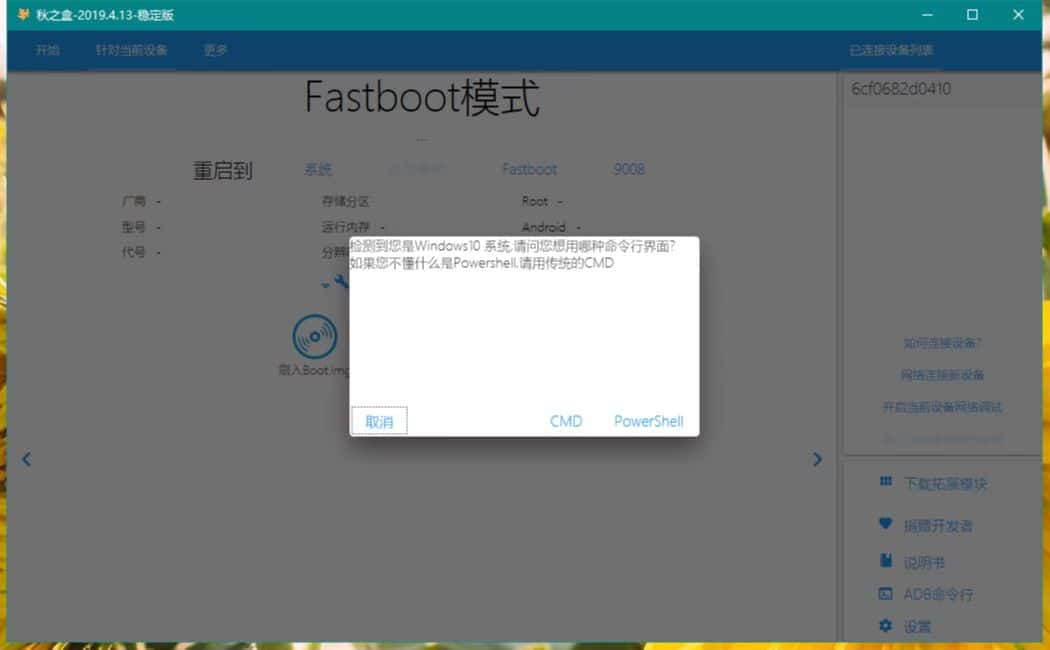 秋之盒-2019.4.13-稳定版
开始 针对当前设备 更多 已连接设备列表
Fastboot模式
6cf0682d0410
...
重启到 系统 Fastboot 9008
厂商 - 存储分区 Root -
型号 - 运行内存 - Android -
代号 - 分辨
检测到您是Windows10 系统,请问您想用哪种命令行界面?
如果您不懂什么是Powershell,请用传统的CMD
刷入Boot.img
取消 CMD PowerShell
如何连接设备?
网络连接新设备
开启当前设备网络调试
下载拓展模块
捐赠开发者
说明书
ADB命令行
设置